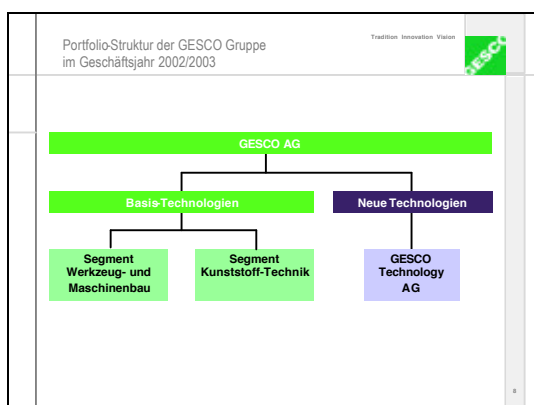 Portfolio-Struktur der GESCO Gruppe
im Geschäftsjahr 2002/2003
Tradition Innovation Vision
GESCO
GESCO AG
Basis-Technologien
Neue Technologien
Segment
Werkzeug- und
Maschinenbau
Segment
Kunststoff-Technik
GESCO
Technology
AG
8